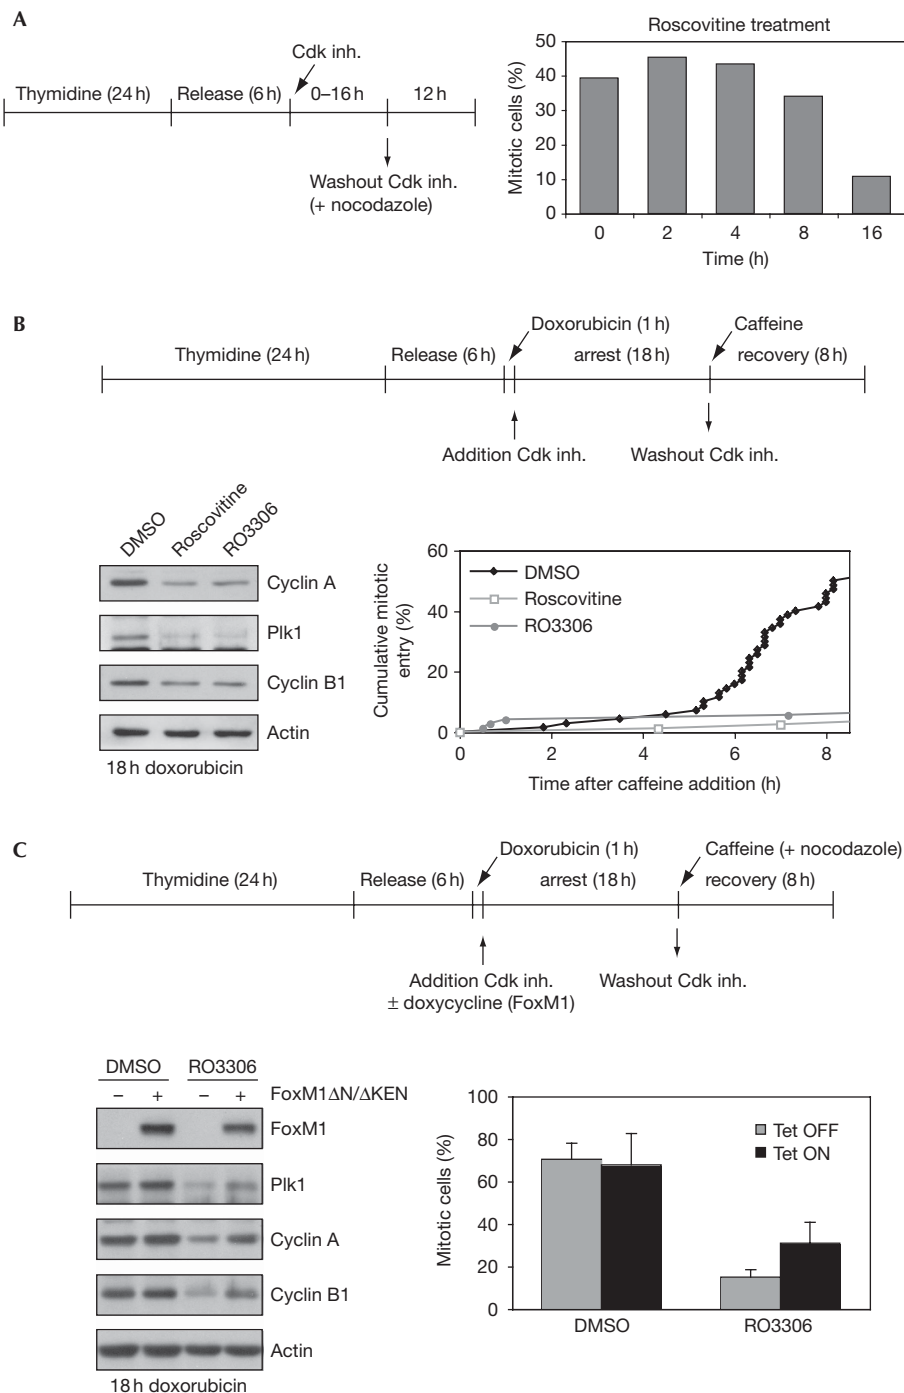 A
Cdk inh.
Thymidine (24 h)
Release (6 h)
0–16 h
12 h
Washout Cdk inh.
(+ nocodazole)
Roscovitine treatment
Mitotic cells (%)
50
40
30
20
10
0
0 2 4 8 16
Time (h)
B
Doxorubicin (1 h)
Caffeine
Thymidine (24 h)
Release (6 h)
arrest (18 h)
recovery (8 h)
Addition Cdk inh.
Washout Cdk inh.
DMSO
Roscovitine
RO3306
Cyclin A
Plk1
Cyclin B1
Actin
18 h doxorubicin
Cumulative mitotic
entry (%)
60
40
20
0
DMSO
Roscovitine
RO3306
0 2 4 6 8
Time after caffeine addition (h)
C
Doxorubicin (1 h)
Caffeine (+ nocodazole)
Thymidine (24 h)
Release (6 h)
arrest (18 h)
recovery (8 h)
Addition Cdk inh.
± doxycycline (FoxM1)
Washout Cdk inh.
DMSO RO3306
– + – + FoxM1ΔN/ΔKEN
FoxM1
Plk1
Cyclin A
Cyclin B1
Actin
18 h doxorubicin
Mitotic cells (%)
100
80
60
40
20
0
Tet OFF
Tet ON
DMSO RO3306